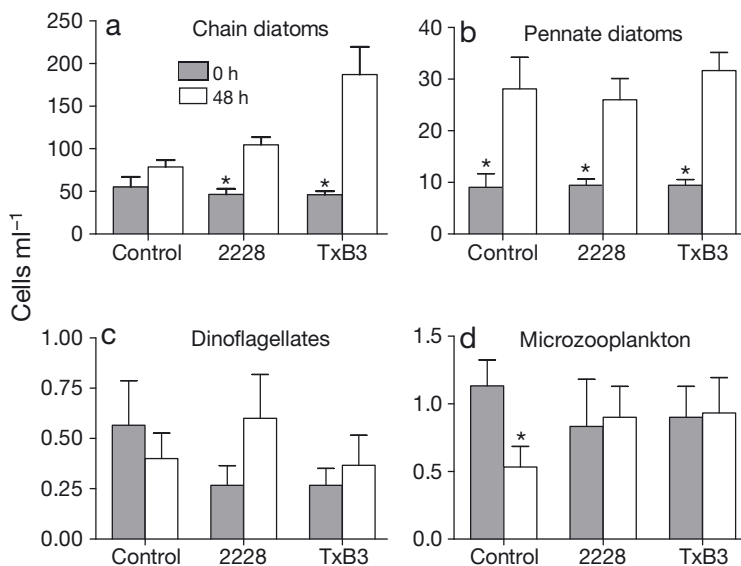 Cells ml⁻¹
a
Chain diatoms
250
200
150
100
50
0
0 h
48 h
*
*
Control 2228 TxB3
b
Pennate diatoms
40
30
20
10
0
*
*
*
Control 2228 TxB3
c
Dinoflagellates
1.00
0.75
0.50
0.25
0.00
Control 2228 TxB3
d
Microzooplankton
1.5
1.0
0.5
0.0
*
Control 2228 TxB3